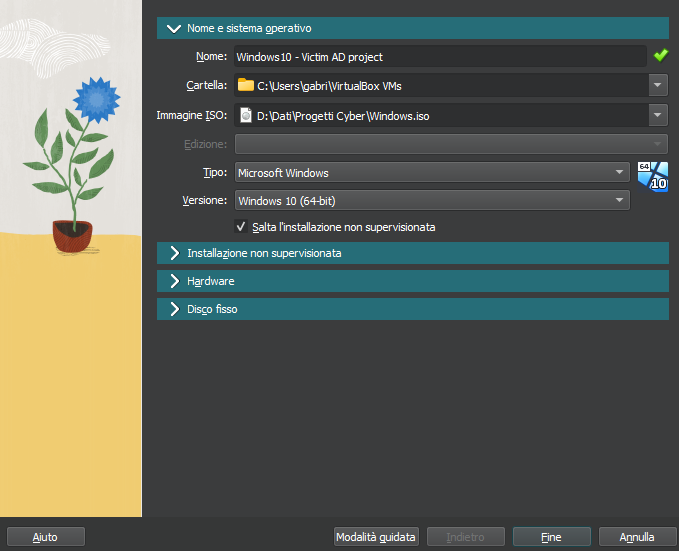 Nome e sistema operativo
Nome: Windows10 - Victim AD project
Cartella: C:\Users\gabri\VirtualBox VMs
Immagine ISO: D:\Dati\Progetti Cyber\Windows.iso
Edizione:
Tipo: Microsoft Windows 64
Versione: Windows 10 (64-bit) 10
Salta l'installazione non supervisionata
Installazione non supervisionata
Hardware
Disco fisso
Aiuto Modalità guidata Indietro Fine Annulla